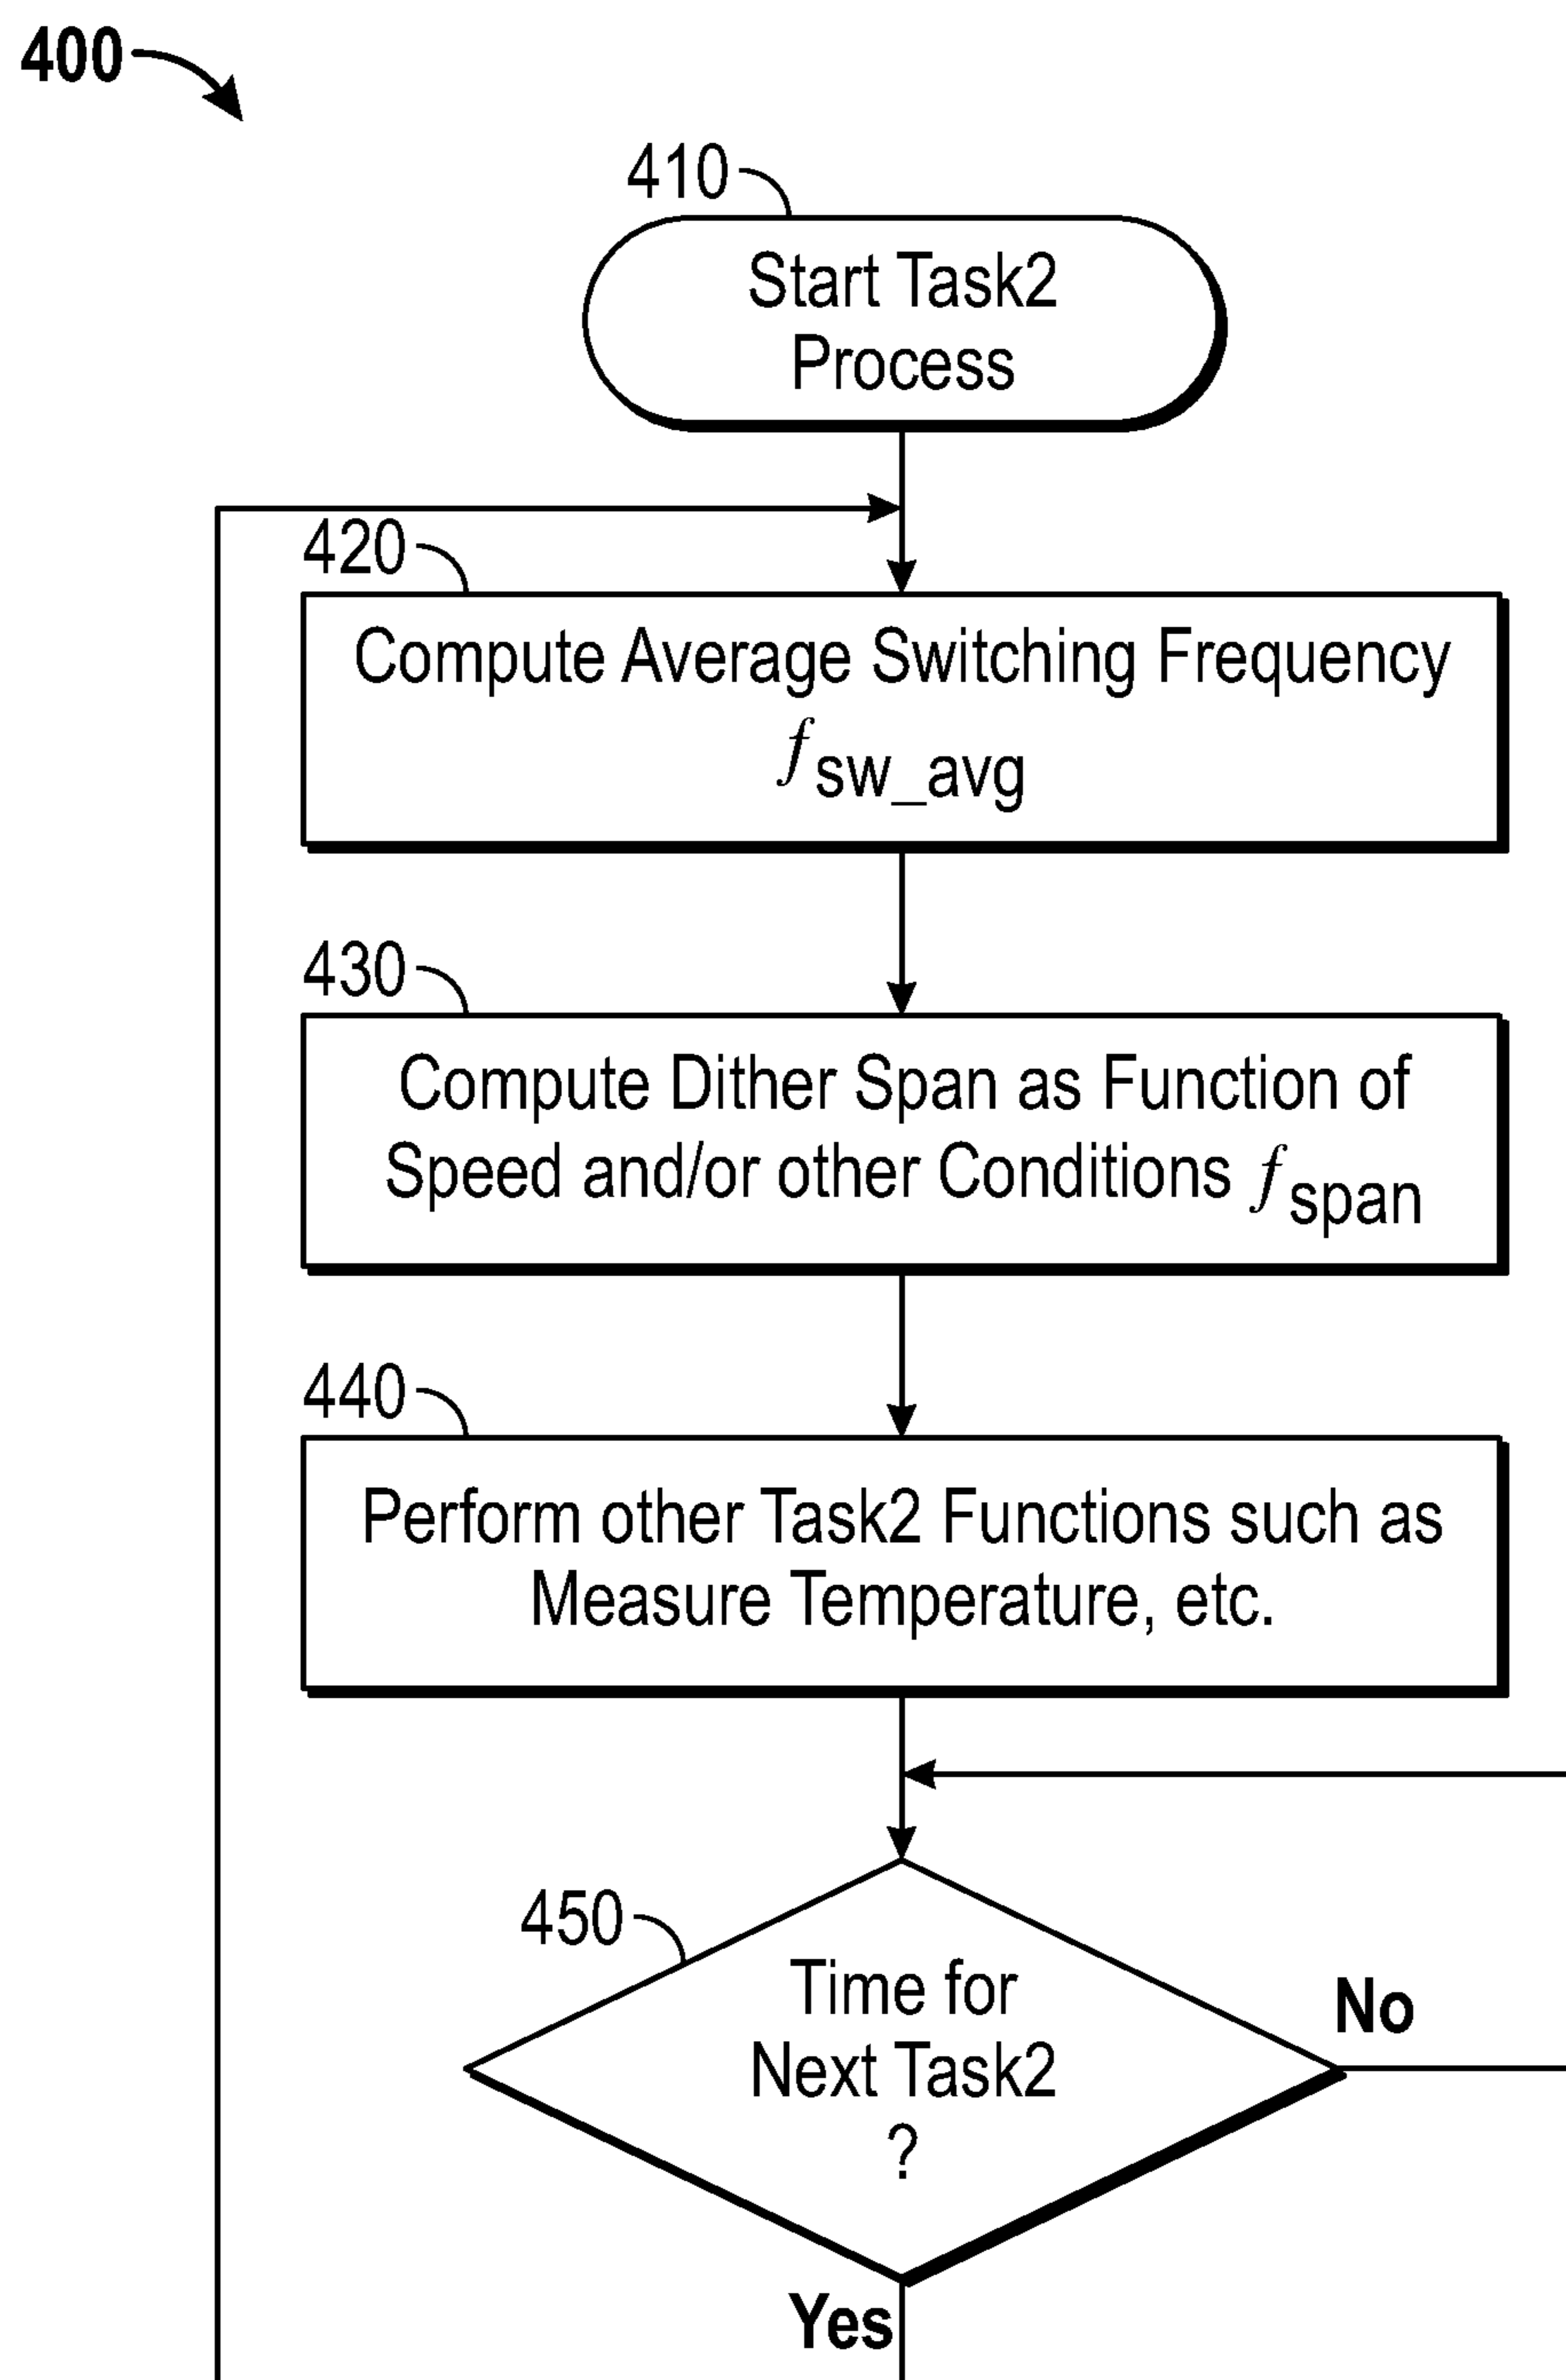 400
410
Start Task2
Process
420
Compute Average Switching Frequency
fsw_avg
430
Compute Dither Span as Function of
Speed and/or other Conditions fspan
440
Perform other Task2 Functions such as
Measure Temperature, etc.
450
Time for
Next Task2
?
No
Yes